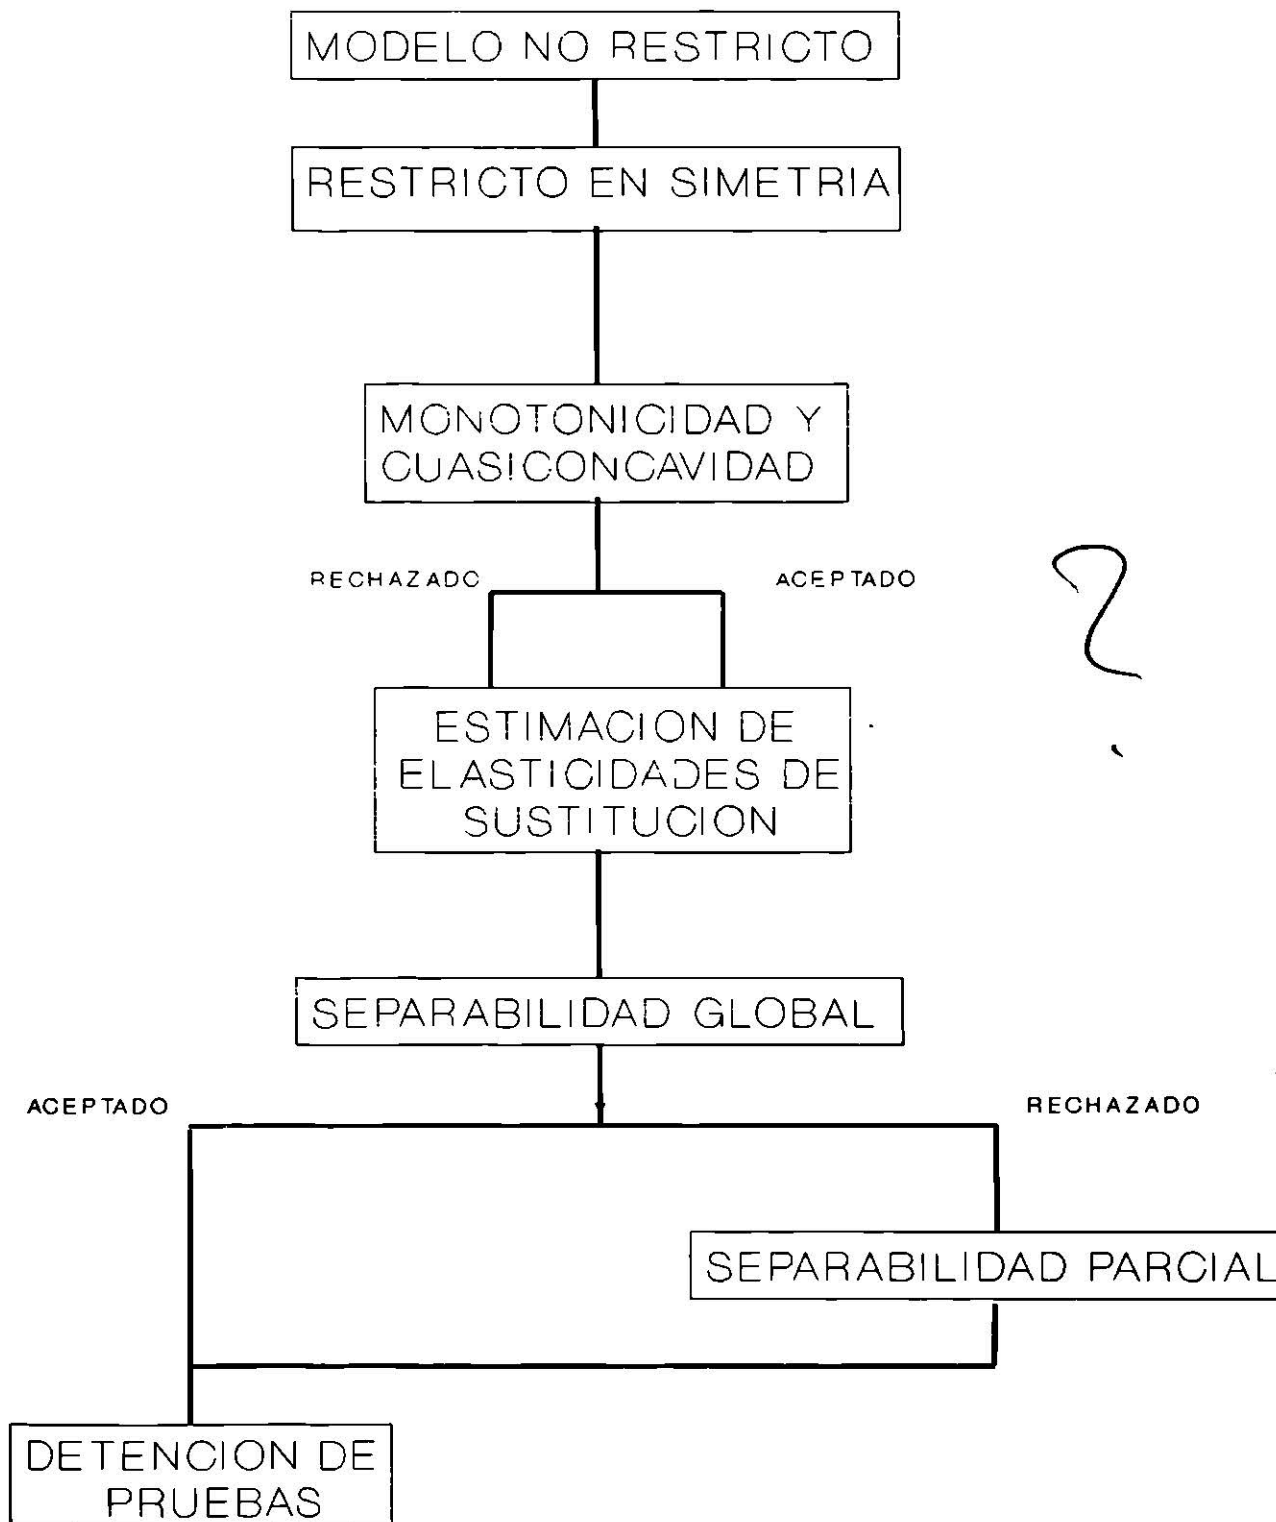 MODELO NO RESTRICTO
RESTRICTO EN SIMETRIA
MONOTONICIDAD Y
CUASICONCAVIDAD
RECHAZADO
ACEPTADO
ESTIMACION DE
ELASTICIDADES DE
SUSTITUCION
?
SEPARABILIDAD GLOBAL
ACEPTADO
RECHAZADO
SEPARABILIDAD PARCIAL
DETENCION DE
PRUEBAS